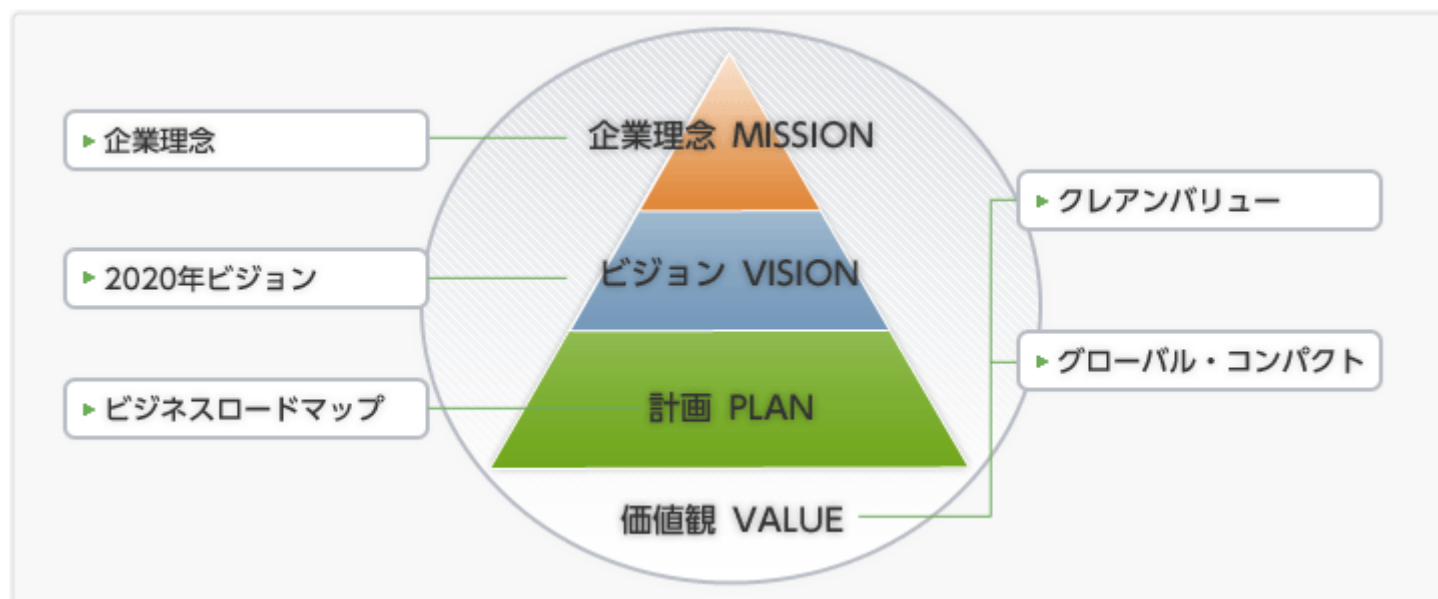 企業理念
2020年ビジョン
ビジネスロードマップ
企業理念 MISSION
ビジョン VISION
計画 PLAN
価値観 VALUE
クレアンバリュー
グローバル・コンパクト